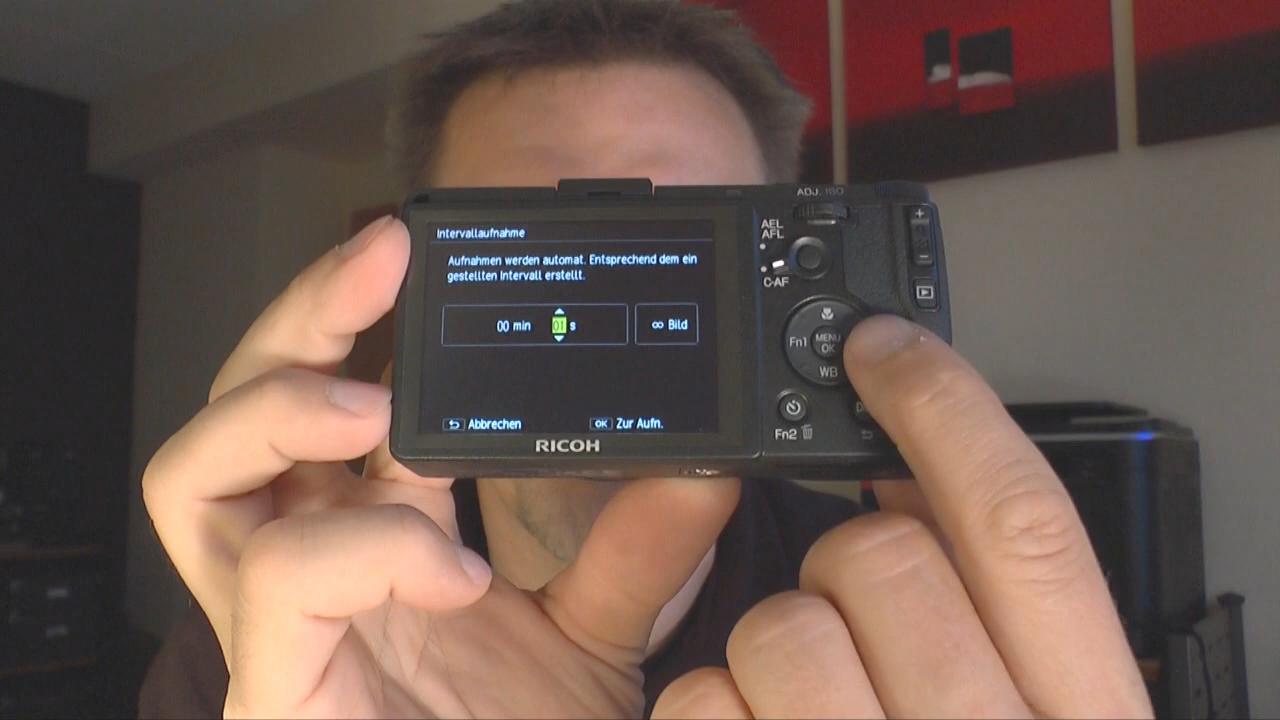 ADJ. ISO
AEL
AFL
C-AF
Intervallaufnahme
Aufnahmen werden automat. Entsprechend dem ein
gestellten Intervall erstellt.
00 min 01 s ∞ Bild
Fn1 MENU
OK
WB
Abbrechen OK Zur Aufn.
Fn2
RICOH